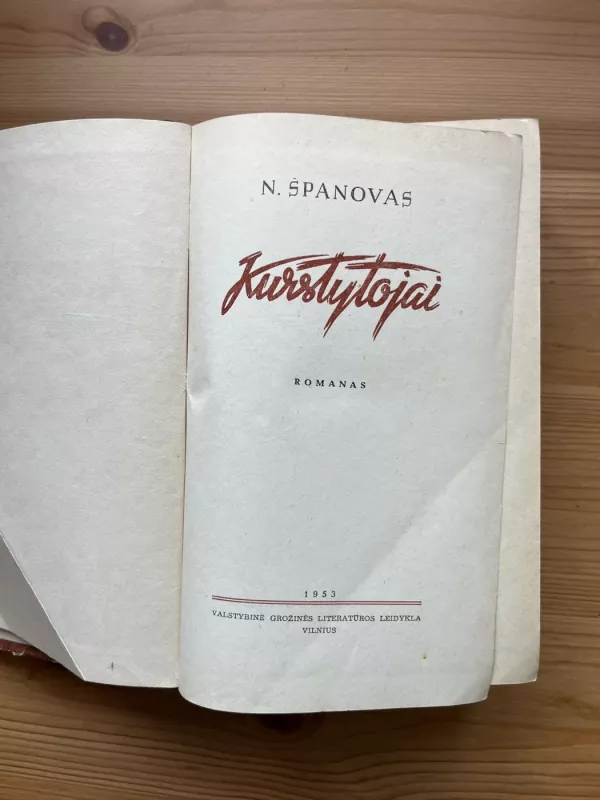 N. ŠPANOVAS
Kurstytojai
ROMANAS
1953
VALSTYBINĖ GROŽINĖS LITERATŪROS LEIDYKLA
VILNIUS